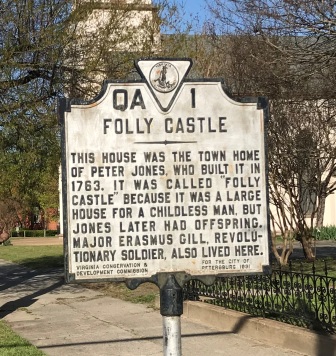 QA 1
FOLLY CASTLE
THIS HOUSE WAS THE TOWN HOME
OF PETER JONES, WHO BUILT IT IN
1763. IT WAS CALLED "FOLLY
CASTLE" BECAUSE IT WAS A LARGE
HOUSE FOR A CHILDLESS MAN, BUT
JONES LATER HAD OFFSPRING.
MAJOR ERASMUS GILL, REVOLU-
TIONARY SOLDIER, ALSO LIVED HERE.
VIRGINIA CONSERVATION &
DEVELOPMENT COMMISSION
FOR THE CITY OF
PETERSBURG 1931